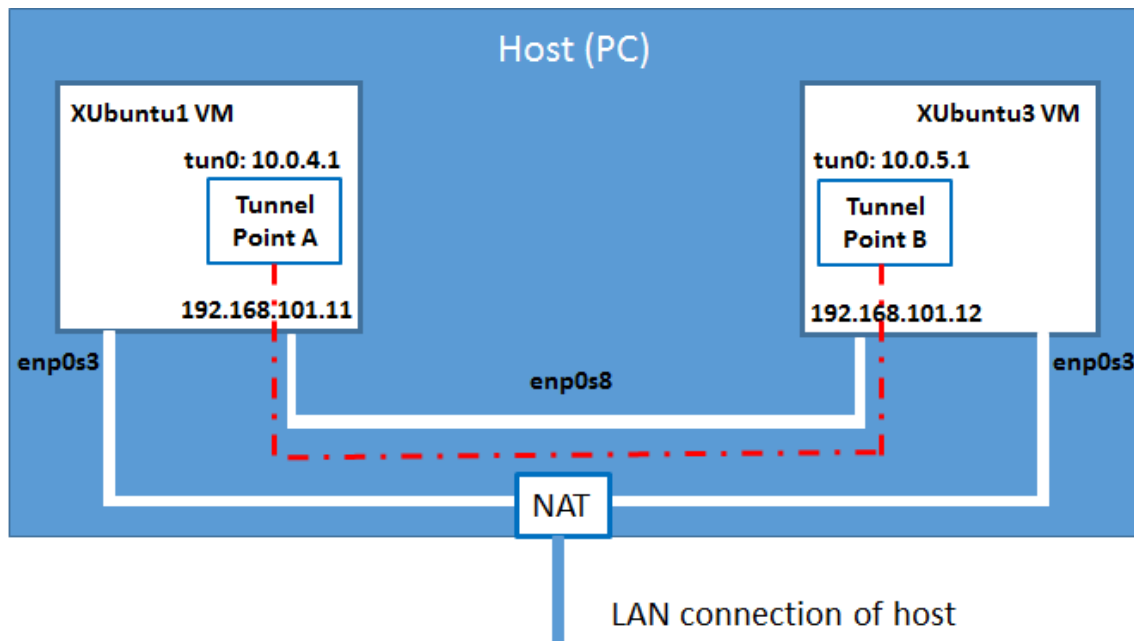 Host (PC)
XUbuntu1 VM
tun0: 10.0.4.1
Tunnel
Point A
192.168.101.11
XUbuntu3 VM
tun0: 10.0.5.1
Tunnel
Point B
192.168.101.12
enp0s3
enp0s8
enp0s3
NAT
LAN connection of host